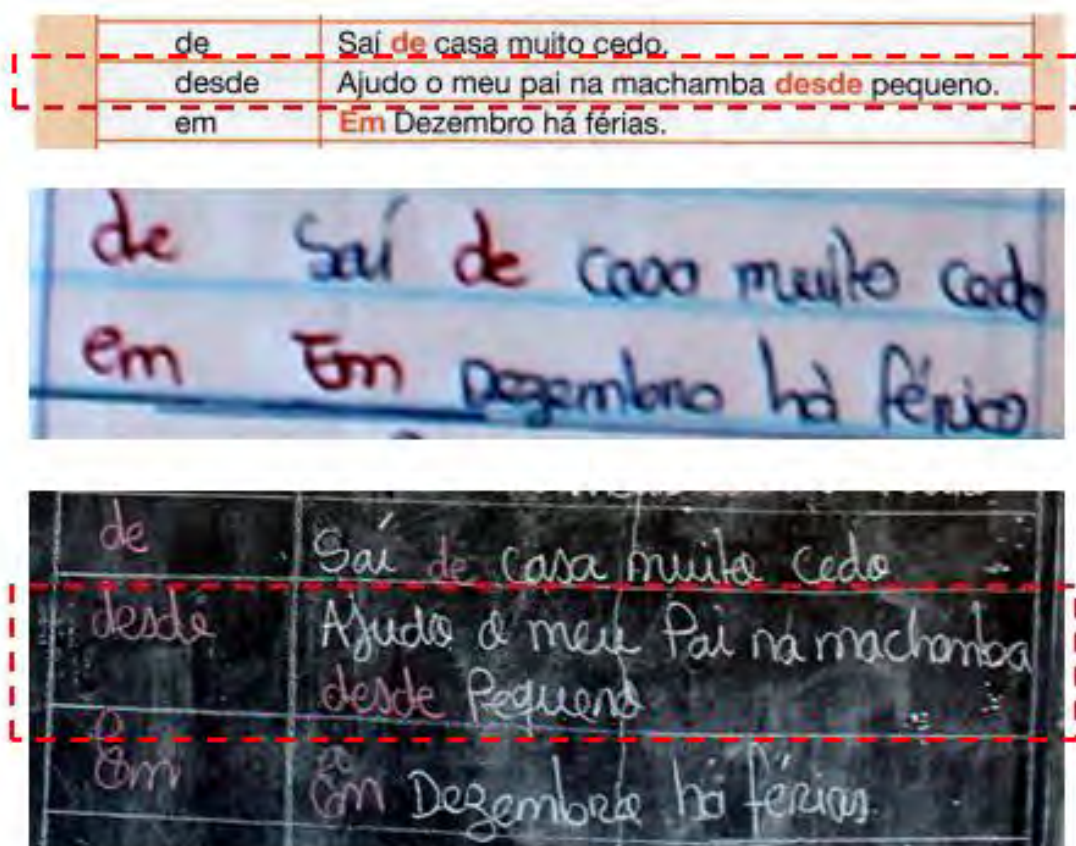 de Saí de casa muito cedo.
desde Ajudo o meu pai na machamba desde pequeno.
em Em Dezembro há férias.
de Saí de casa muito cedo
em Em Dezembro há férias
de Saí de casa muito cedo
desde Ajudo o meu Pai na machamba
desde Pequeno
Em Em Dezembro há férias.